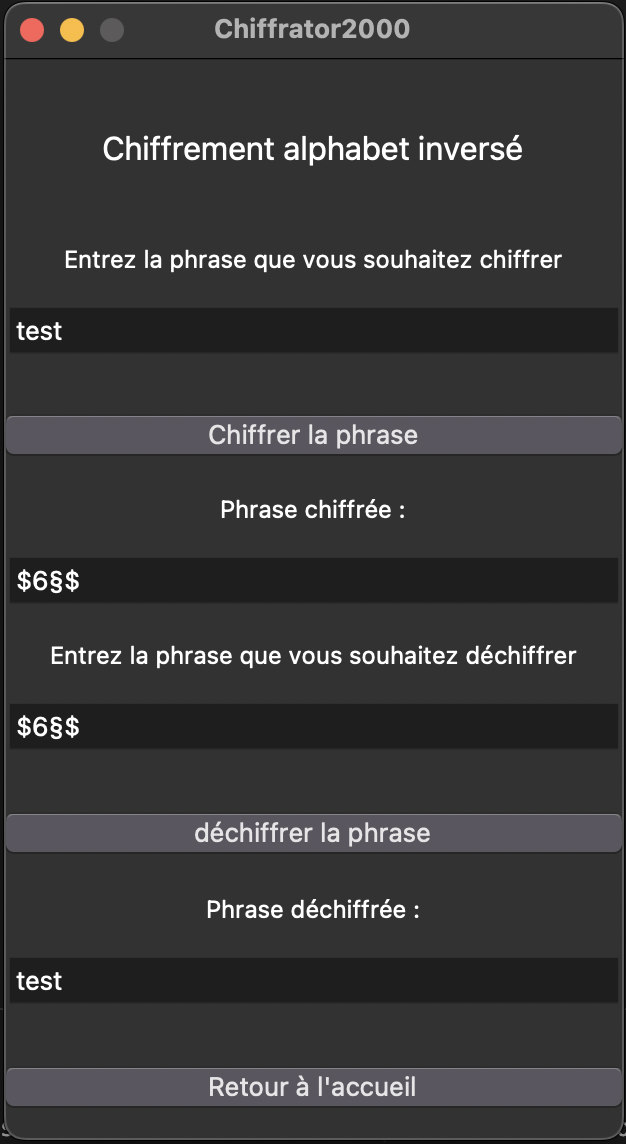 Chiffrator2000
Chiffrement alphabet inversé
Entrez la phrase que vous souhaitez chiffrer
test
Chiffrer la phrase
Phrase chiffrée :
$6§$
Entrez la phrase que vous souhaitez déchiffrer
$6§$
déchiffrer la phrase
Phrase déchiffrée :
test
Retour à l'accueil